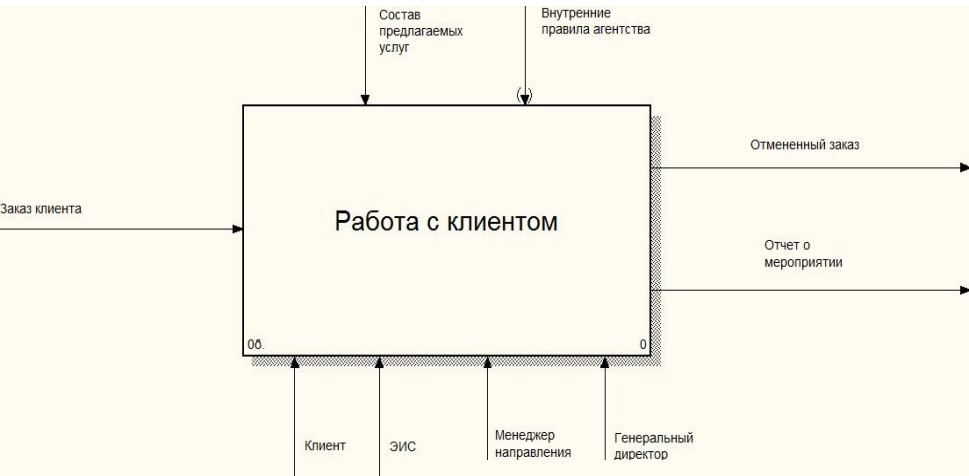 Состав
предлагаемых
услуг
Внутренние
правила агентства
Отмененный заказ
Заказ клиента
Работа с клиентом
Отчет о
мероприятии
0б.
0
Клиент
ЭИС
Менеджер
направления
Генеральный
директор